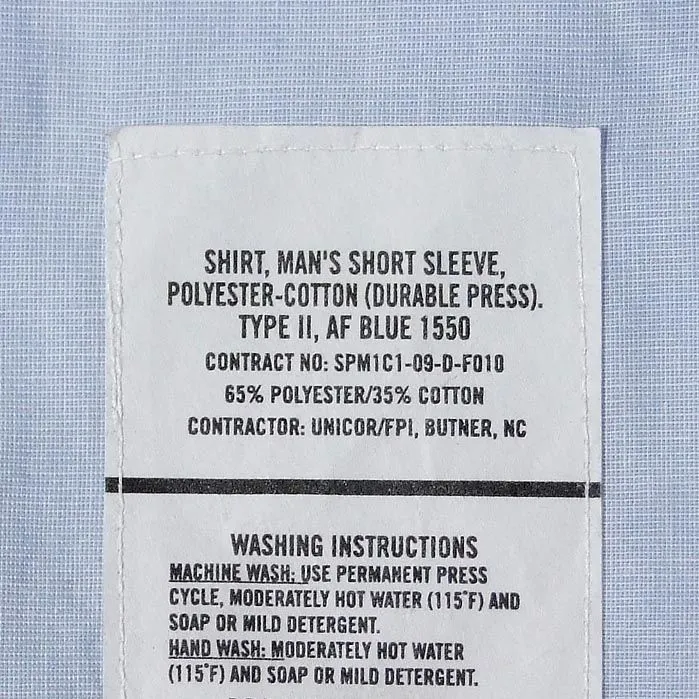 SHIRT, MAN'S SHORT SLEEVE,
POLYESTER-COTTON (DURABLE PRESS).
TYPE II, AF BLUE 1550
CONTRACT NO: SPM1C1-09-D-F010
65% POLYESTER/35% COTTON
CONTRACTOR: UNICOR/FPI, BUTNER, NC
WASHING INSTRUCTIONS
MACHINE WASH: USE PERMANENT PRESS
CYCLE, MODERATELY HOT WATER (115°F) AND
SOAP OR MILD DETERGENT.
HAND WASH: MODERATELY HOT WATER
(115°F) AND SOAP OR MILD DETERGENT.